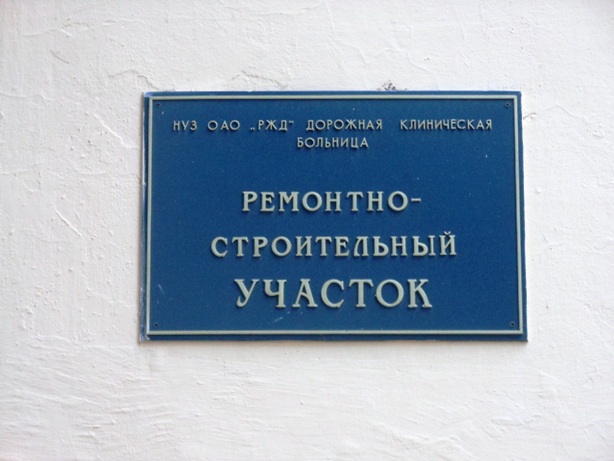 НУЗ ОАО „РЖД" ДОРОЖНАЯ КЛИНИЧЕСКАЯ
БОЛЬНИЦА
РЕМОНТНО-
СТРОИТЕЛЬНЫЙ
УЧАСТОК